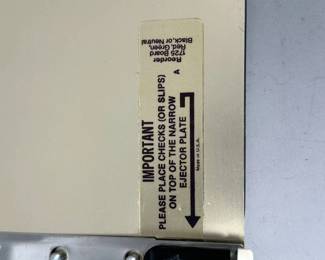 Reorder
1725 Board
Red, Green,
Black, or Neutral
A
IMPORTANT
PLEASE PLACE CHECKS (OR SLIPS)
ON TOP OF THE NARROW
EJECTOR PLATE
Made in U.S.A.